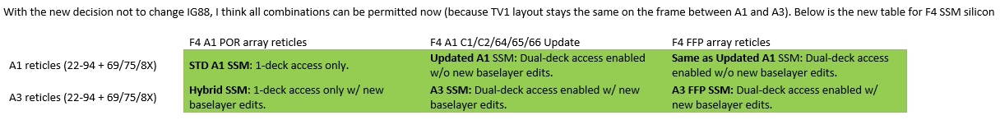 With the new decision not to change IG88, I think all combinations can be permitted now (because TV1 layout stays the same on the frame between A1 and A3). Below is the new table for F4 SSM silicon
F4 A1 POR array reticles F4 A1 C1/C2/64/65/66 Update F4 FFP array reticles
A1 reticles (22-94 + 69/75/8X) STD A1 SSM: 1-deck access only. Updated A1 SSM: Dual-deck access enabled Same as Updated A1 SSM: Dual-deck access
w/o new baselayer edits. enabled w/o new baselayer edits.
A3 reticles (22-94 + 69/75/8X) Hybrid SSM: 1-deck access only w/ new A3 SSM: Dual-deck access enabled w/ new A3 FFP SSM: Dual-deck access enabled w/
baselayer edits. baselayer edits. new baselayer edits.